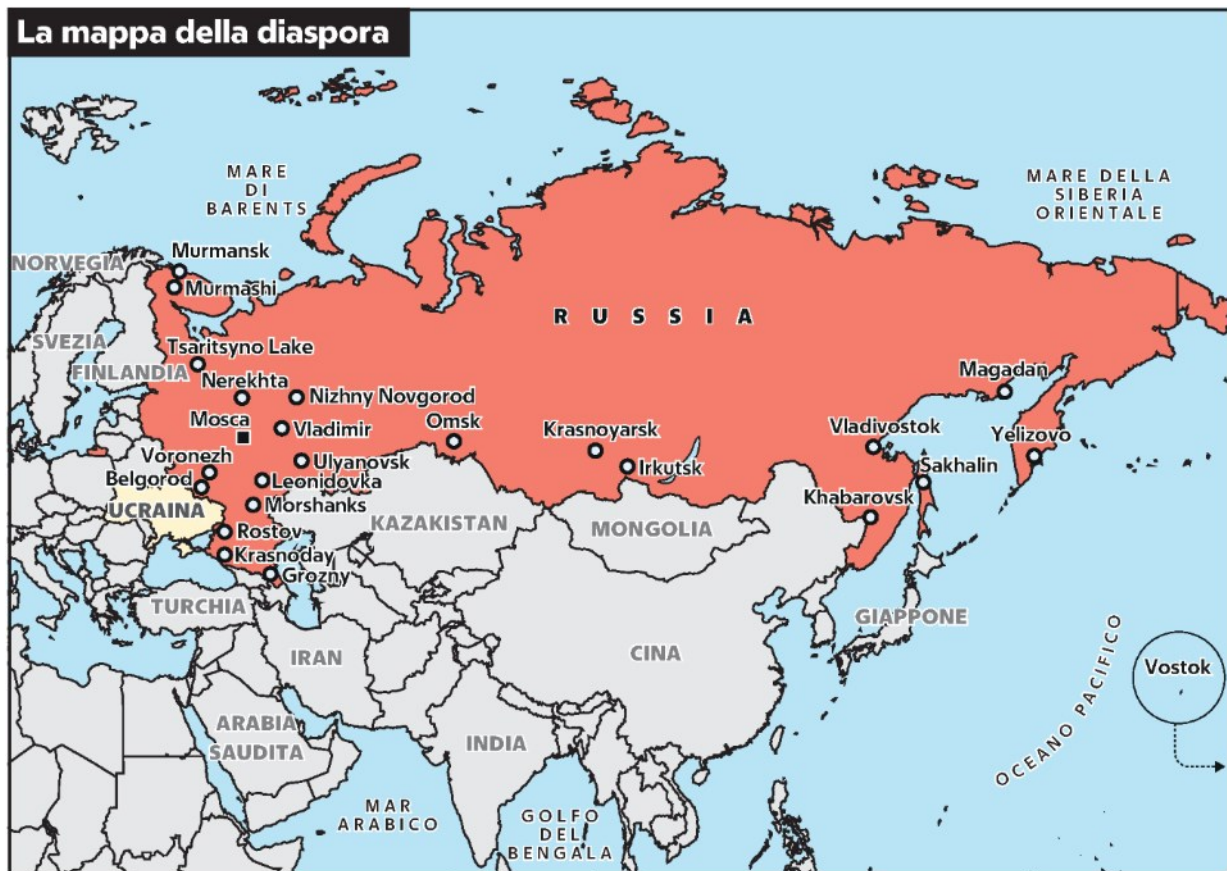 La mappa della diaspora
MARE
DI
BARENTS
MARE DELLA
SIBERIA
ORIENTALE
Murmansk
NORVEGIA
Murmashi
RUSSIA
SVEZIA
Tsaritsyno Lake
FINLANDIA
Nerekhta
Nizhny Novgorod
Magadan
Mosca
Vladimir
Omsk
Krasnoyarsk
Vladivostok
Yelizovo
Voronezh
Ulyanovsk
Irkutsk
Sakhalin
Belgorod
Leonidovka
UCRAINA
Morshanks
Khabarovsk
KAZAKISTAN
MONGOLIA
Rostov
Krasnoday
Grozny
TURCHIA
GIAPPONE
IRAN
CINA
Vostok
ARABIA
SAUDITA
INDIA
OCEANO PACIFICO
MAR
ARABICO
GOLFO
DEL
BENGALA